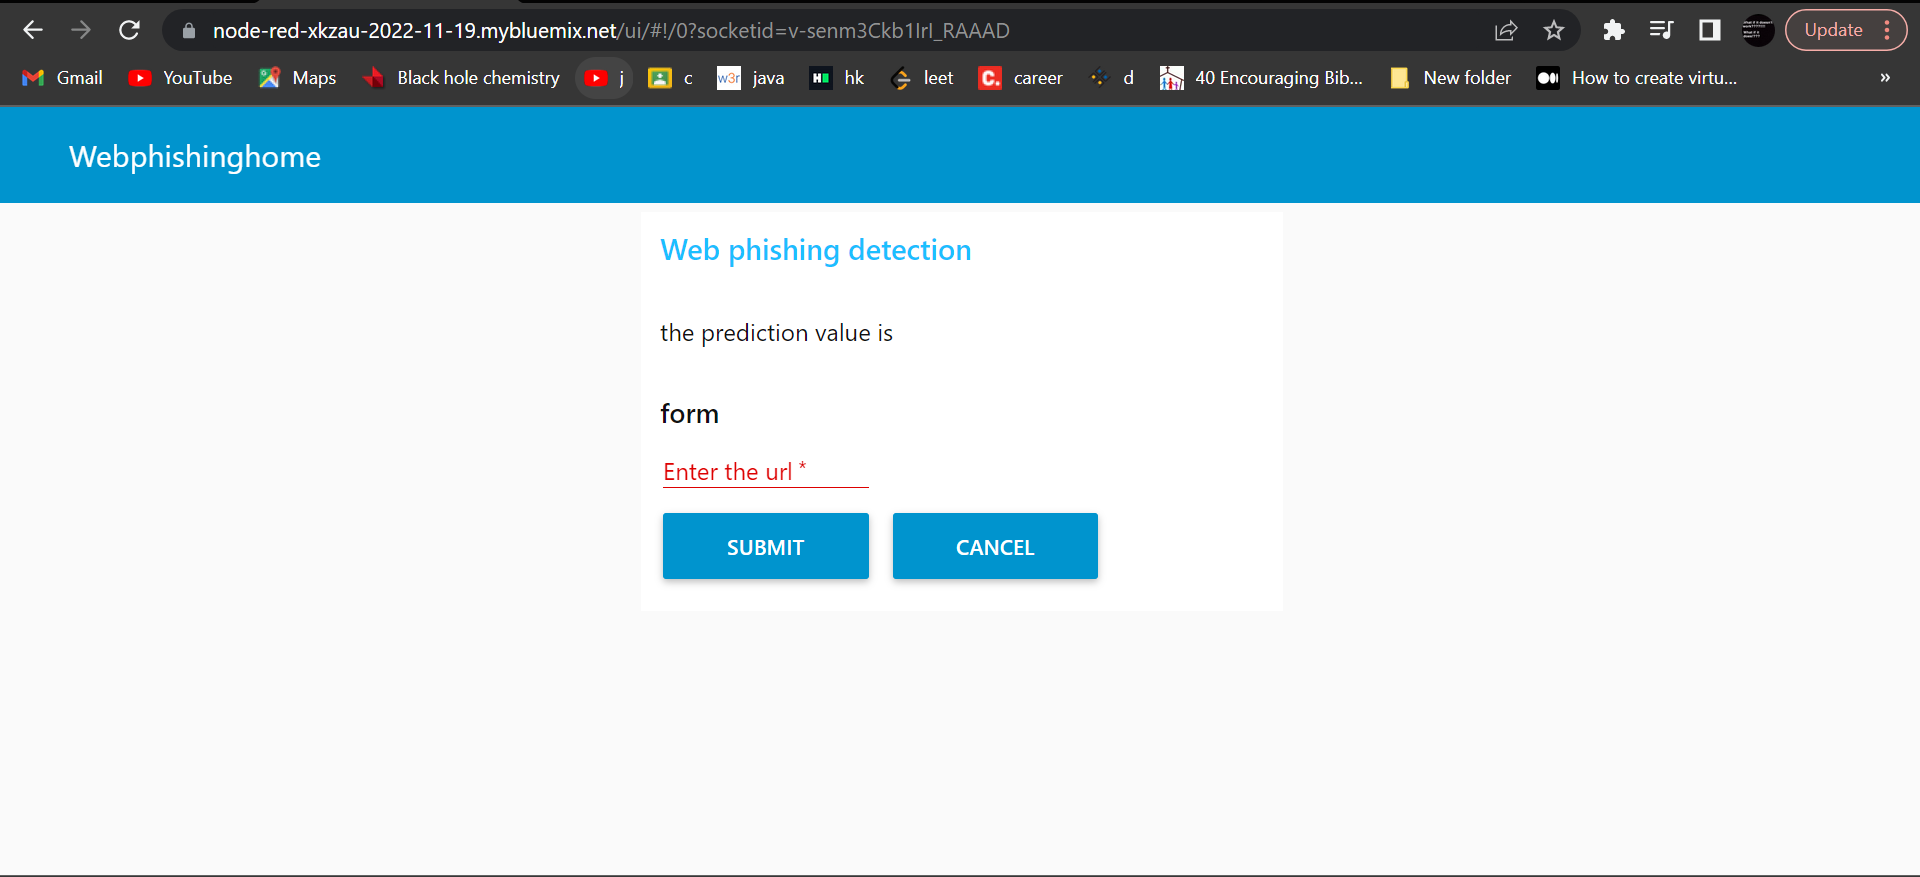 node-red-xkzau-2022-11-19.mybluemix.net/ui/#!/0?socketid=v-senm3Ckb1IrI_RAAAD
Update
Gmail YouTube Maps Black hole chemistry j c w3r java H hk leet C. career d 40 Encouraging Bib... New folder How to create virtu... »
Webphishinghome
Web phishing detection
the prediction value is
form
Enter the url *
SUBMIT CANCEL